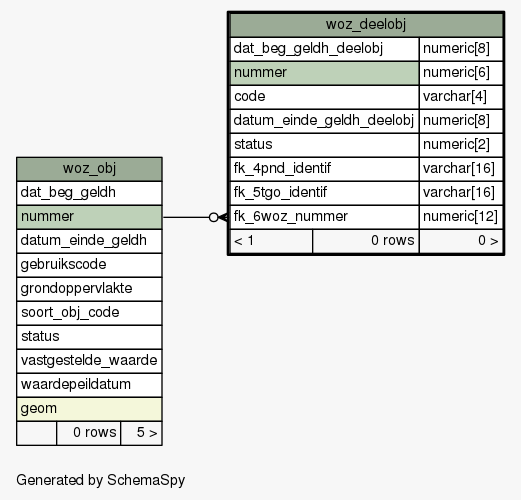 woz_deelobj
dat_beg_geldh_deelobj numeric[8]
nummer numeric[6]
code varchar[4]
datum_einde_geldh_deelobj numeric[8]
status numeric[2]
fk_4pnd_identif varchar[16]
fk_5tgo_identif varchar[16]
fk_6woz_nummer numeric[12]
< 1 0 rows 0 >
woz_obj
dat_beg_geldh
nummer
datum_einde_geldh
gebruikscode
grondoppervlakte
soort_obj_code
status
vastgestelde_waarde
waardepeildatum
geom
0 rows 5 >
Generated by SchemaSpy